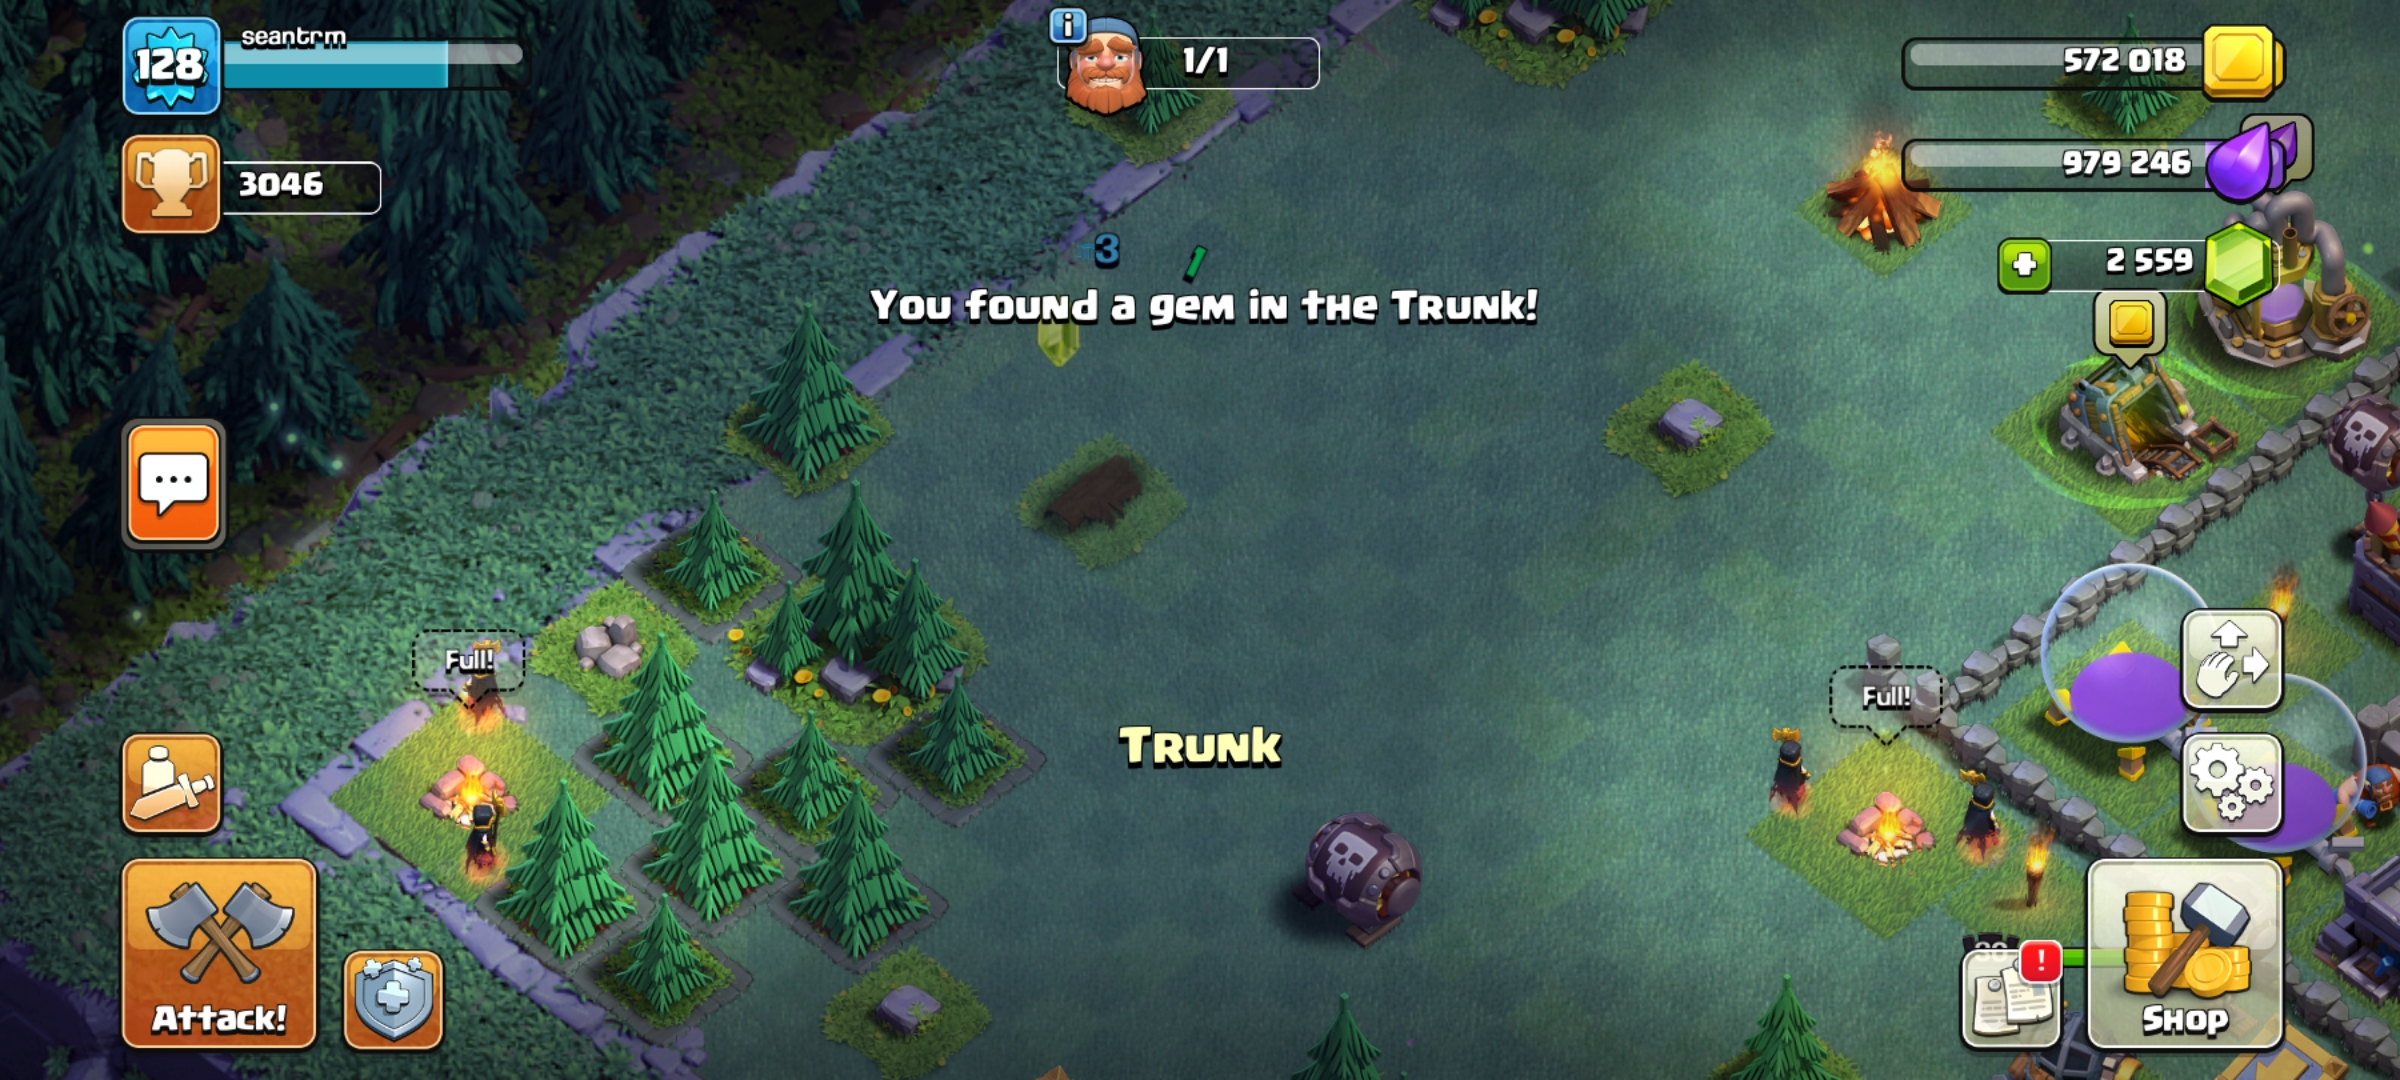 128
seantrm
1/1
572 018
3046
979 246
+3
1
2 559
You found a gem in the Trunk!
Full!
Full!
Trunk
Attack!
!
Shop